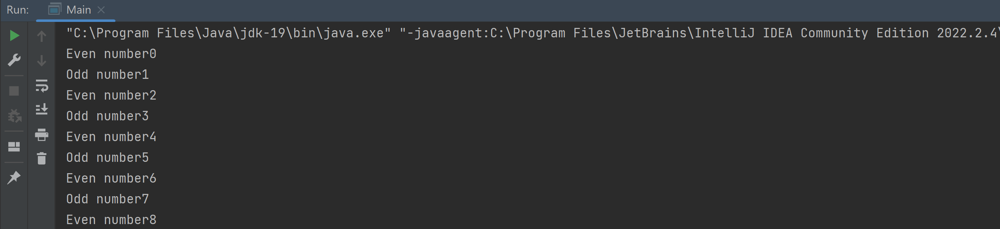 Run: Main
"C:\Program Files\Java\jdk-19\bin\java.exe" "-javaagent:C:\Program Files\JetBrains\IntelliJ IDEA Community Edition 2022.2.4\
Even number0
Odd number1
Even number2
Odd number3
Even number4
Odd number5
Even number6
Odd number7
Even number8